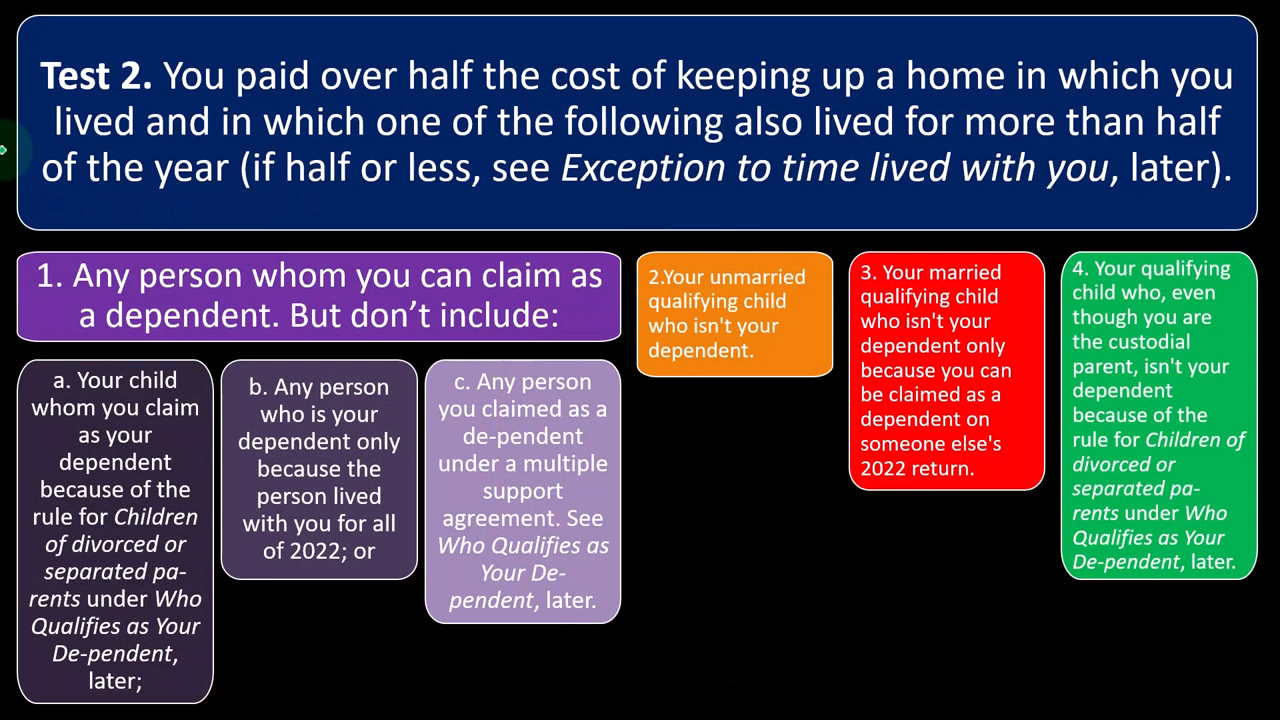 Test 2. You paid over half the cost of keeping up a home in which you
lived and in which one of the following also lived for more than half
of the year (if half or less, see Exception to time lived with you, later).
1. Any person whom you can claim as
a dependent. But don’t include:
a. Your child
whom you claim
as your
dependent
because of the
rule for Children
of divorced or
separated pa-
rents under Who
Qualifies as Your
De-pendent,
later;
b. Any person
who is your
dependent only
because the
person lived
with you for all
of 2022; or
c. Any person
you claimed as a
de-pendent
under a multiple
support
agreement. See
Who Qualifies as
Your De-
pendent, later.
2.Your unmarried
qualifying child
who isn't your
dependent.
3. Your married
qualifying child
who isn't your
dependent only
because you can
be claimed as a
dependent on
someone else's
2022 return.
4. Your qualifying
child who, even
though you are
the custodial
parent, isn't your
dependent
because of the
rule for Children of
divorced or
separated pa-
rents under Who
Qualifies as Your
De-pendent, later.